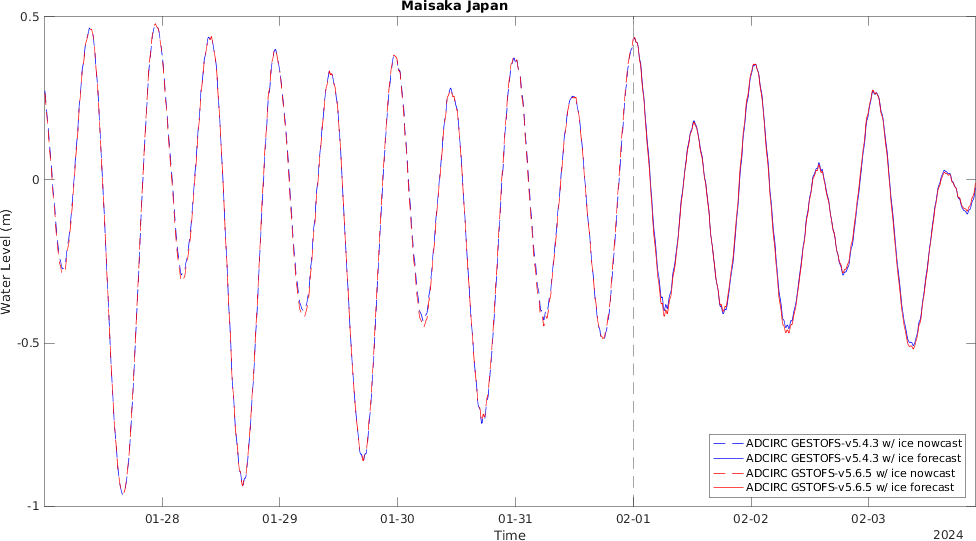 Maisaka Japan
0.5
0
-0.5
-1
Water Level (m)
01-28
01-29
01-30
01-31
02-01
02-02
02-03
Time
2024
ADCIRC GESTOFS-v5.4.3 w/ ice nowcast
ADCIRC GESTOFS-v5.4.3 w/ ice forecast
ADCIRC GSTOFS-v5.6.5 w/ ice nowcast
ADCIRC GSTOFS-v5.6.5 w/ ice forecast